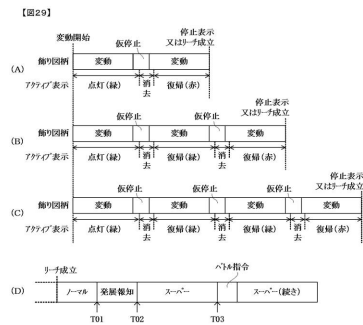 【図29】
変動開始
仮停止
停止表示
又はリーチ成立
(A)
飾り図柄 変動 変動
アクティブ表示 点灯(緑) 消去 復帰(赤)
仮停止 仮停止
停止表示
又はリーチ成立
(B)
飾り図柄 変動 変動 変動
アクティブ表示 点灯(緑) 消去 復帰(緑) 消去 復帰(赤)
仮停止 仮停止 仮停止
停止表示
又はリーチ成立
(C)
飾り図柄 変動 変動 変動 変動
アクティブ表示 点灯(緑) 消去 復帰(緑) 消去 復帰(緑) 消去 復帰(赤)
リーチ成立
バトル指令
(D) ノーマル 発展報知 スーパー スーパー(続き)
T01 T02 T03